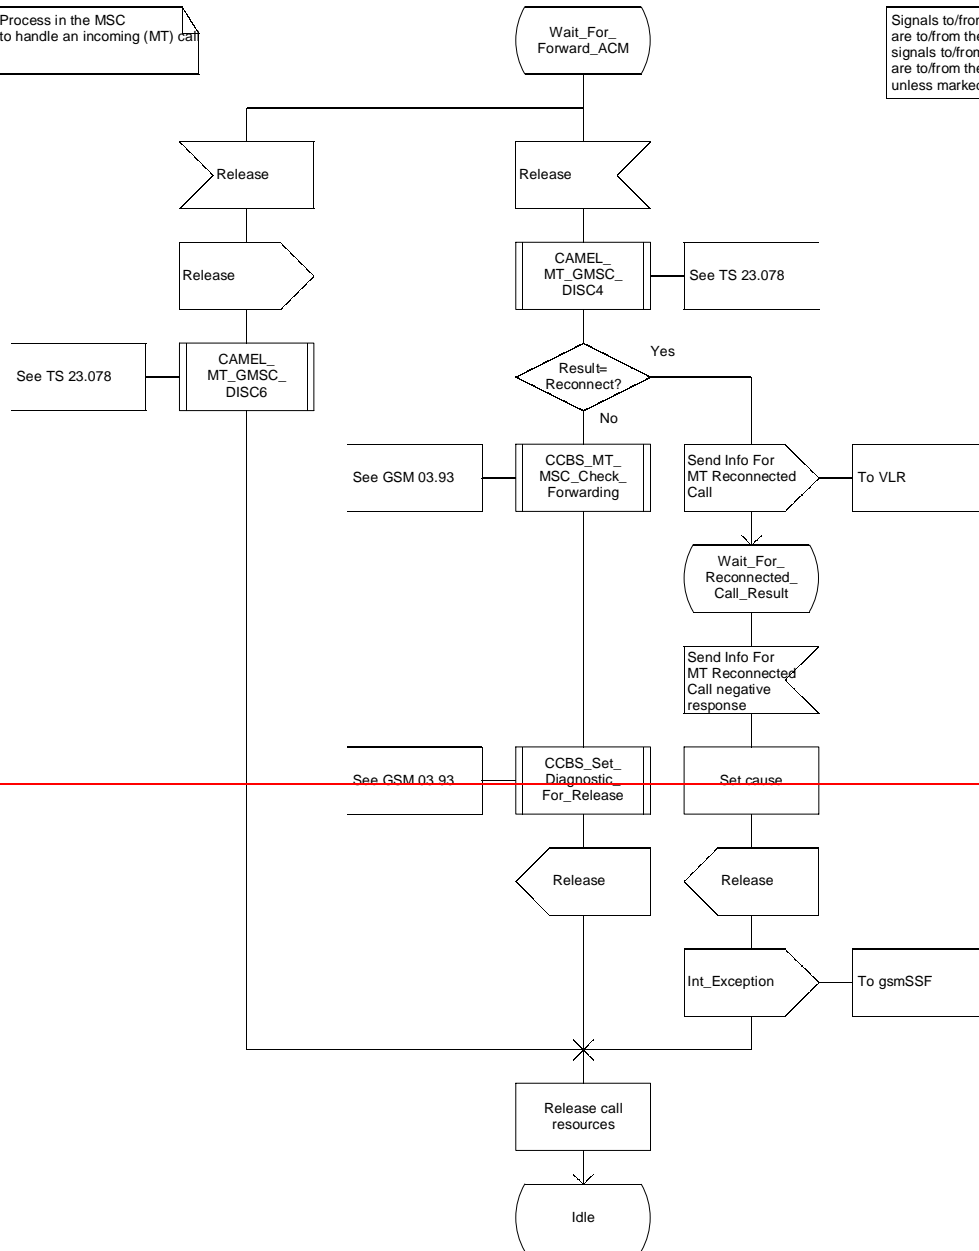 Process in the MSC
to handle an incoming (MT) call
Signals to/from
are to/from the
signals to/from
are to/from the
unless marked
Wait_For_
Forward_ACM
Release
Release
Release
CAMEL_
MT_GMSC_
DISC4
See TS 23.078
See TS 23.078
CAMEL_
MT_GMSC_
DISC6
Result=
Reconnect?
Yes
No
See GSM 03.93
CCBS_MT_
MSC_Check_
Forwarding
Send Info For
MT Reconnected
Call
To VLR
Wait_For_
Reconnected_
Call_Result
Send Info For
MT Reconnected
Call negative
response
See GSM 03.93
CCBS_Set_
Diagnostic_
For_Release
Set cause
Release
Release
Int_Exception
To gsmSSF
Release call
resources
Idle